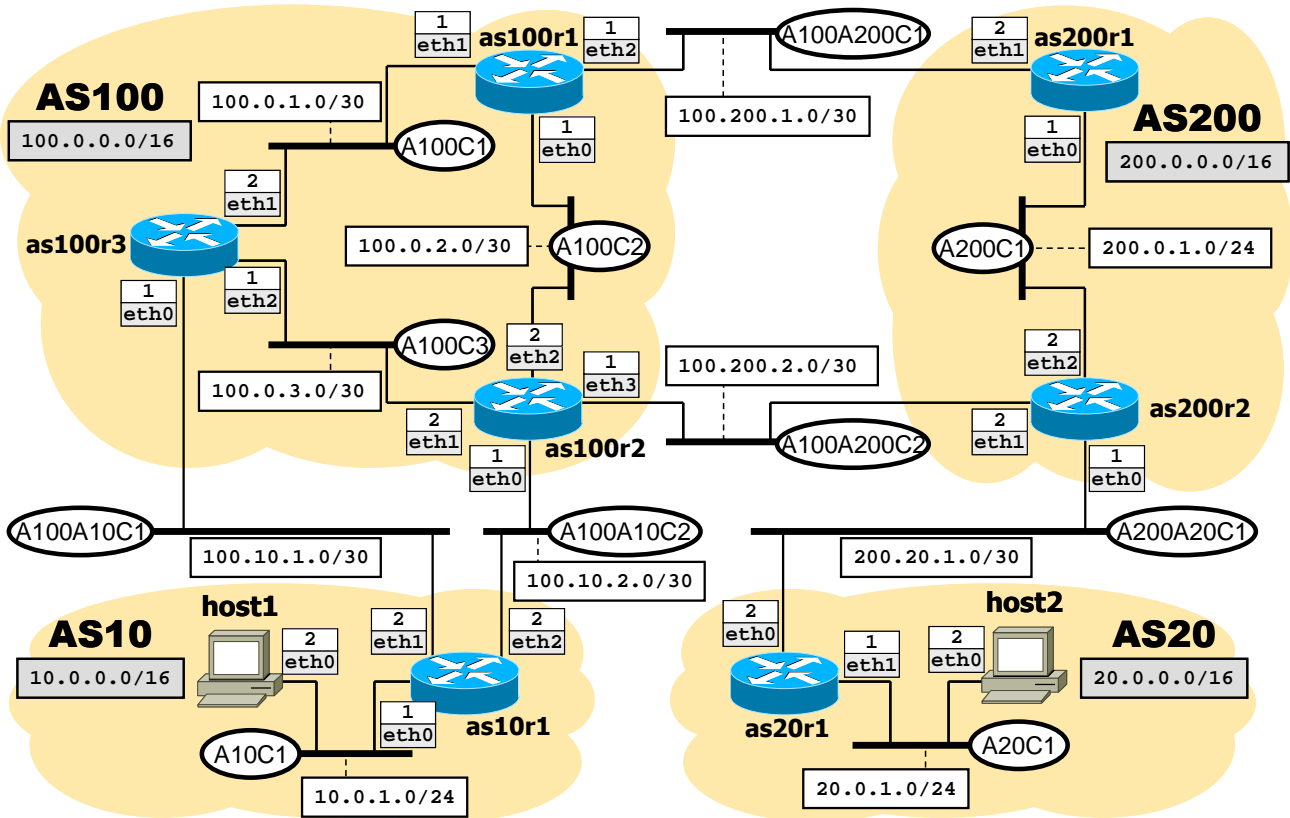 1
eth1
as100r1
1
eth2
A100A200C1
2
eth1
as200r1
AS100
100.0.1.0/30
100.200.1.0/30
AS200
100.0.0.0/16
A100C1
1
eth0
1
eth0
200.0.0.0/16
2
eth1
as100r3
100.0.2.0/30
A100C2
A200C1
200.0.1.0/24
1
eth0
1
eth2
A100C3
2
eth2
1
eth3
100.200.2.0/30
2
eth2
100.0.3.0/30
2
eth1
as100r2
1
eth0
A100A200C2
2
eth1
as200r2
1
eth0
A100A10C1
100.10.1.0/30
A100A10C2
100.10.2.0/30
200.20.1.0/30
A200A20C1
AS10
host1
2
eth0
2
eth1
2
eth2
2
eth0
host2
AS20
10.0.0.0/16
1
eth0
as10r1
as20r1
1
eth1
2
eth0
20.0.0.0/16
A10C1
10.0.1.0/24
A20C1
20.0.1.0/24